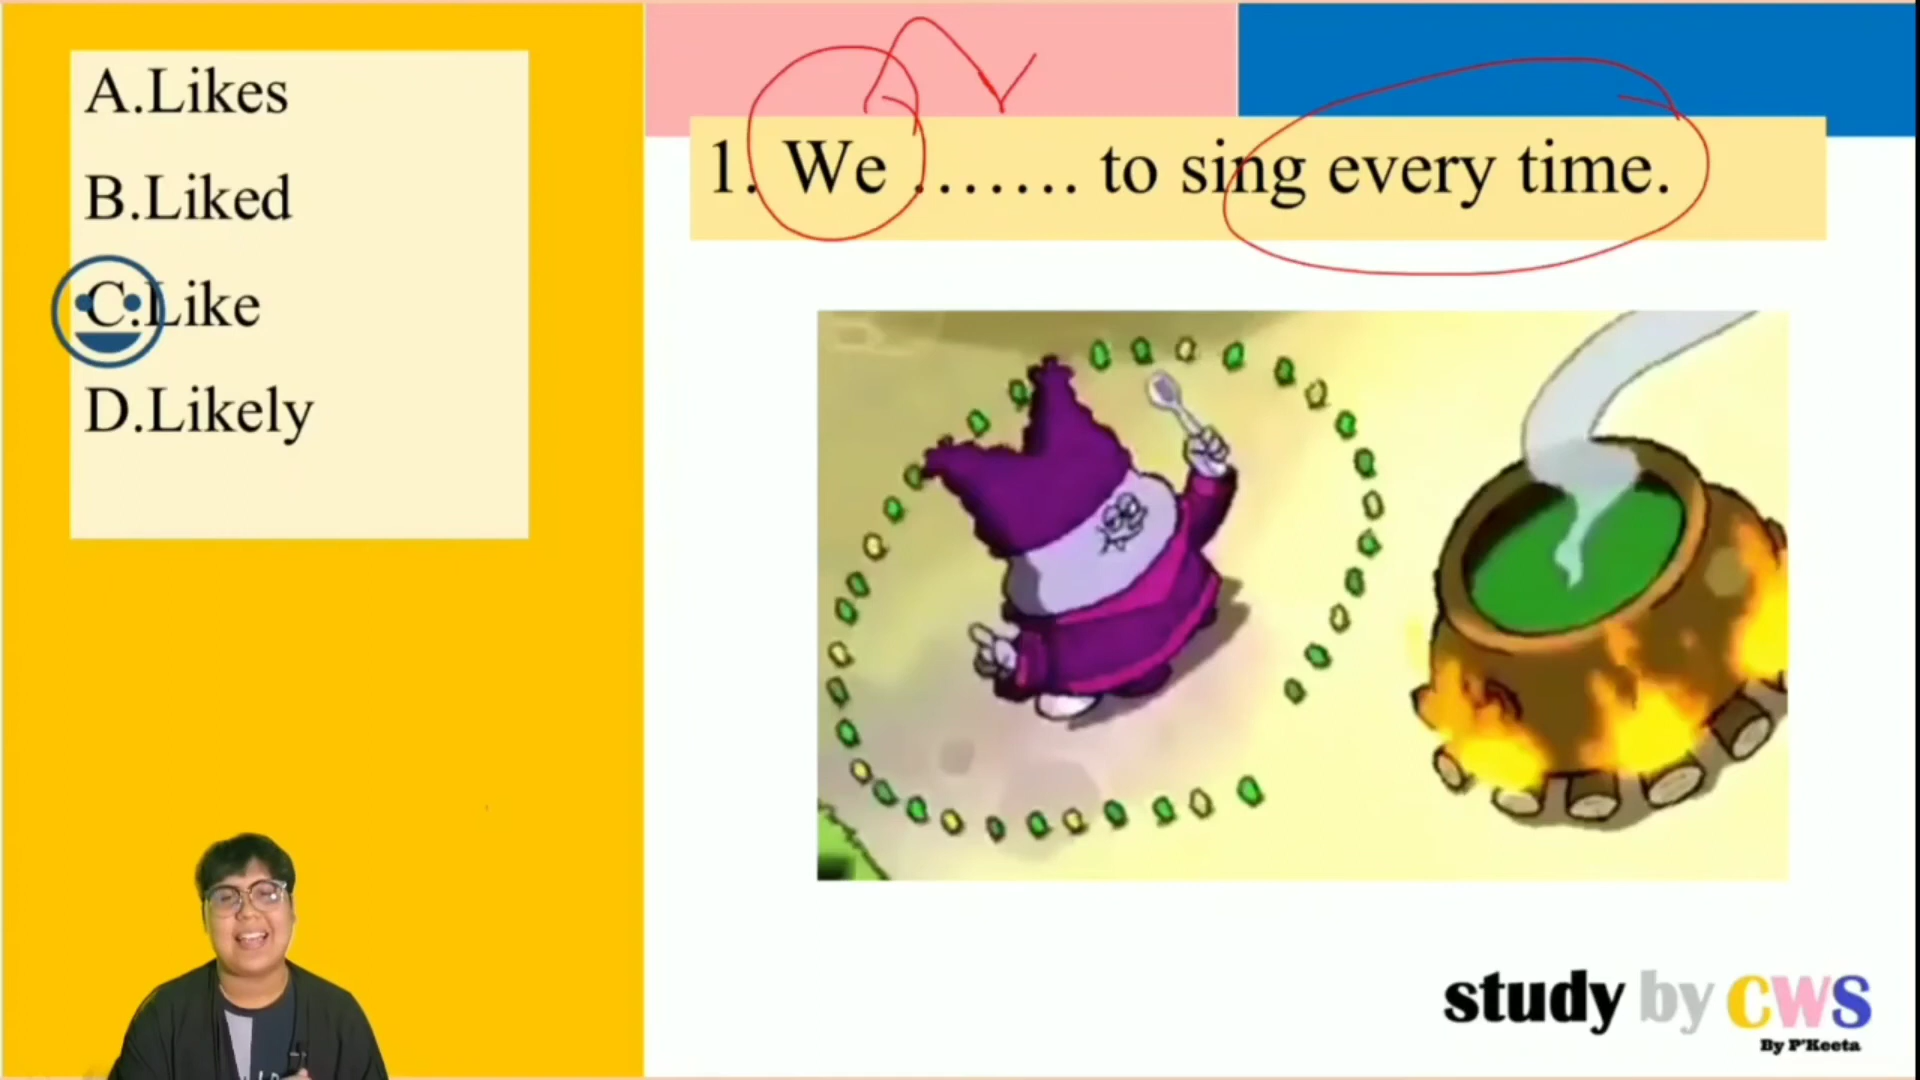 A.Likes
B.Liked
C.Like
D.Likely
1. We ....... to sing every time.
study by CWS
By P'Keeta